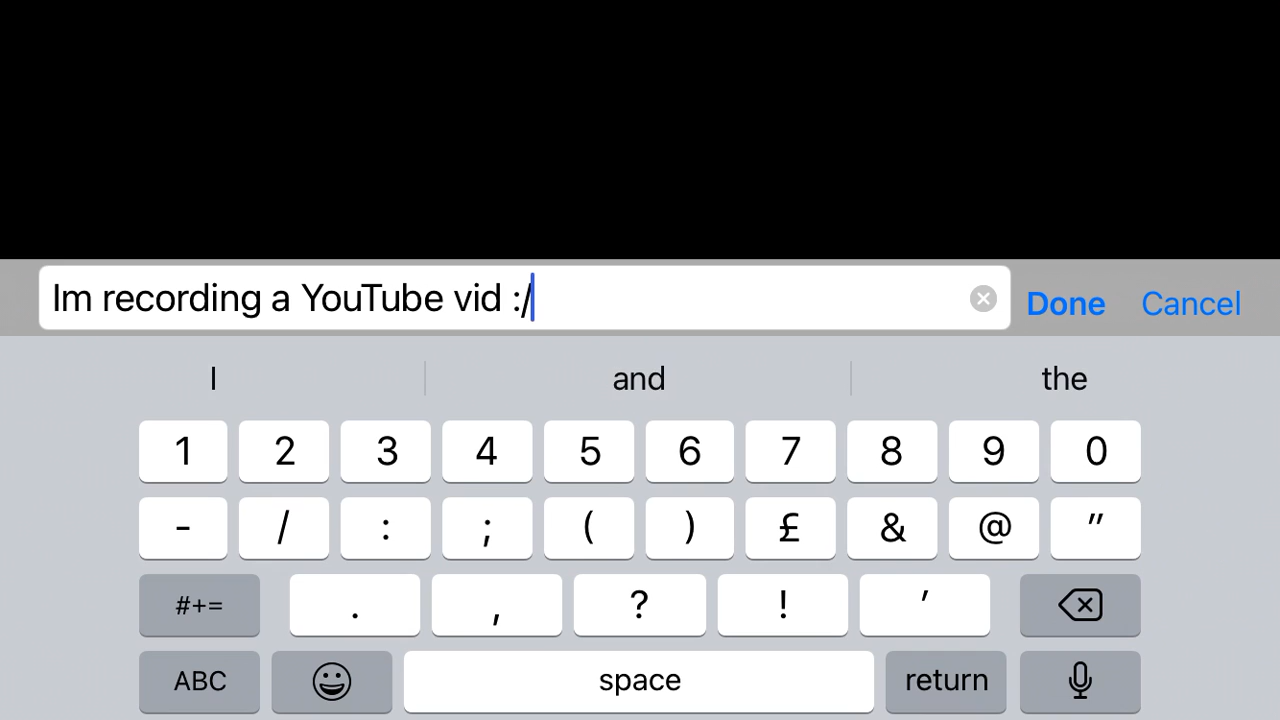 Im recording a YouTube vid :/
Done Cancel
I and the
1 2 3 4 5 6 7 8 9 0
- / : ; ( ) £ & @ "
#+= . , ? ! '
ABC space return